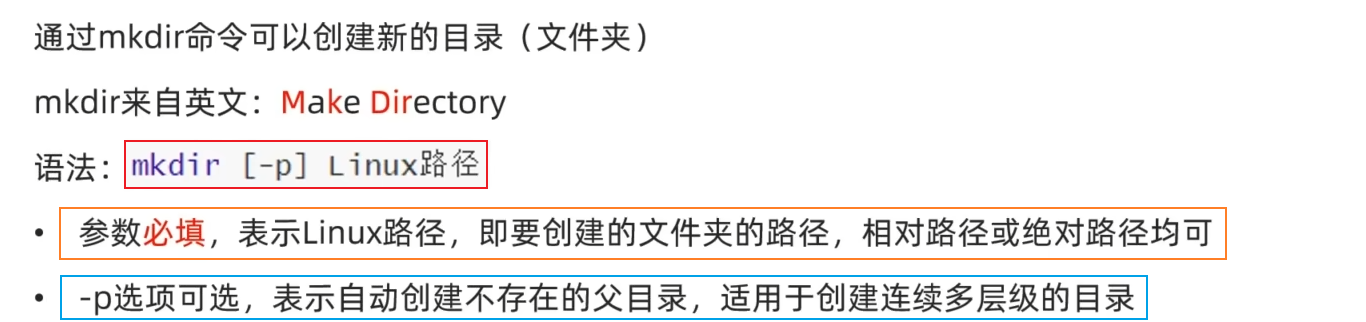 通过mkdir命令可以创建新的目录（文件夹）
mkdir来自英文：Make Directory
语法：mkdir [-p] Linux路径
• 参数必填，表示Linux路径，即要创建的文件夹的路径，相对路径或绝对路径均可
• -p选项可选，表示自动创建不存在的父目录，适用于创建连续多层级的目录